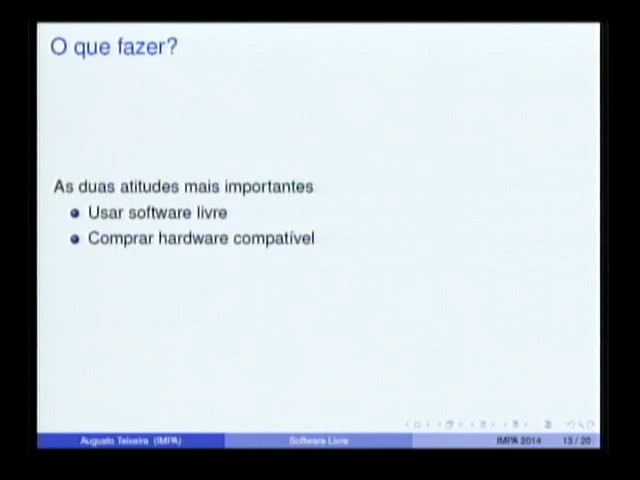 O que fazer?
As duas atitudes mais importantes
Usar software livre
Comprar hardware compatível
Augusto Teixeira (IMPA)
Software Livre
IMPA 2014
13 / 20